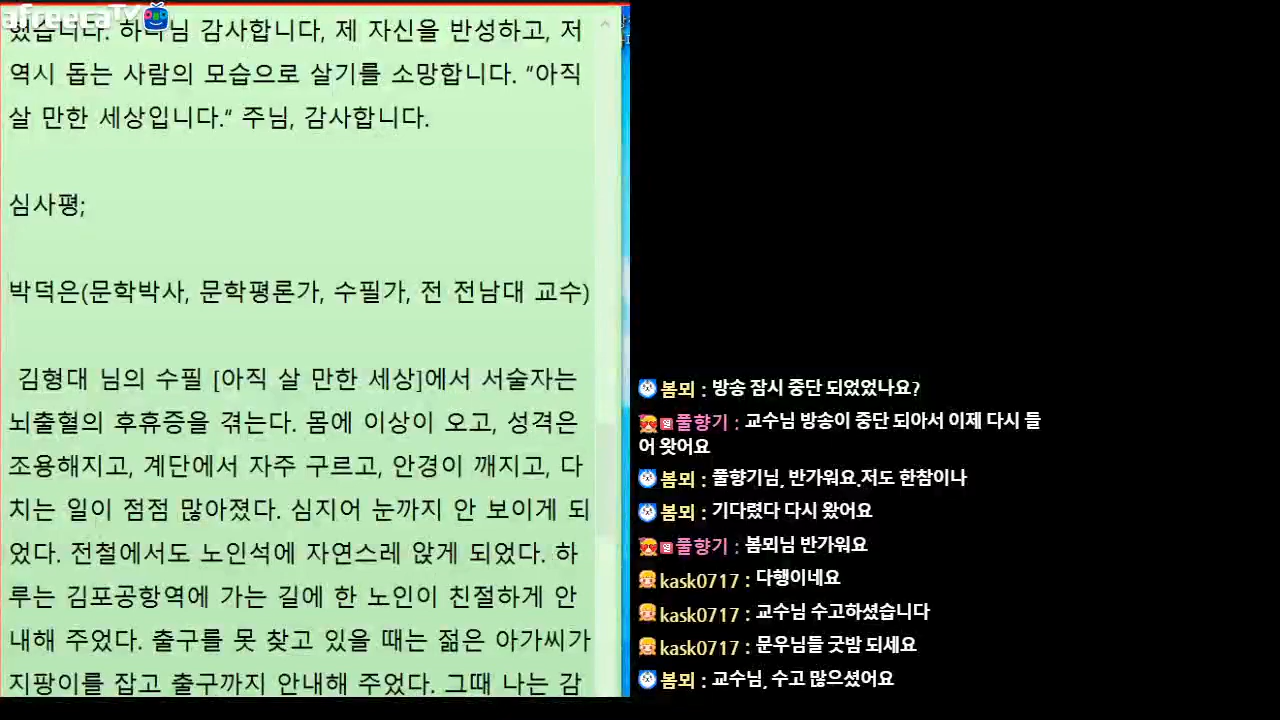 afreecaTV
했습니다. 하나님 감사합니다, 제 자신을 반성하고, 저
역시 돕는 사람의 모습으로 살기를 소망합니다. "아직
살 만한 세상입니다." 주님, 감사합니다.
심사평;
박덕은(문학박사, 문학평론가, 수필가, 전 전남대 교수)
김형대 님의 수필 [아직 살 만한 세상]에서 서술자는
뇌출혈의 후휴증을 겪는다. 몸에 이상이 오고, 성격은
조용해지고, 계단에서 자주 구르고, 안경이 깨지고, 다
치는 일이 점점 많아졌다. 심지어 눈까지 안 보이게 되
었다. 전철에서도 노인석에 자연스레 앉게 되었다. 하
루는 김포공항역에 가는 길에 한 노인이 친절하게 안
내해 주었다. 출구를 못 찾고 있을 때는 젊은 아가씨가
지팡이를 잡고 출구까지 안내해 주었다. 그때 나는 감
봄뫼 : 방송 잠시 중단 되었었나요?
풀향기 : 교수님 방송이 중단 되아서 이제 다시 들
어 왓어요
봄뫼 : 풀향기님, 반가워요.저도 한참이나
봄뫼 : 기다렸다 다시 왔어요
풀향기 : 봄뫼님 반가워요
kask0717 : 다행이네요
kask0717 : 교수님 수고하셨습니다
kask0717 : 문우님들 굿밤 되세요
봄뫼 : 교수님, 수고 많으셨어요